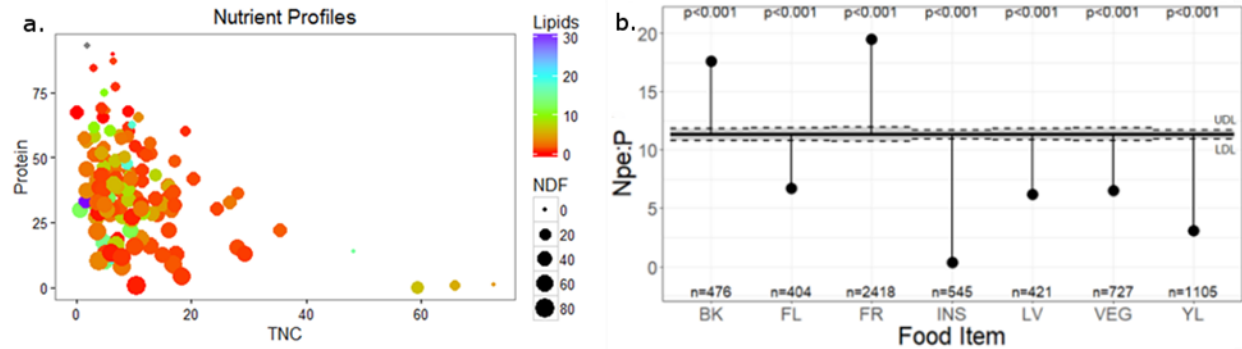 a.
Nutrient Profiles
Protein
75
50
25
0
0 20 40 60
TNC
Lipids
30
20
10
0
NDF
0
20
40
60
80
b.
p<0.001 p<0.001 p<0.001 p<0.001 p<0.001 p<0.001 p<0.001
Npe:P
20
15
10
5
0
UDL
LDL
n=476 n=404 n=2418 n=545 n=421 n=727 n=1105
BK FL FR INS LV VEG YL
Food Item